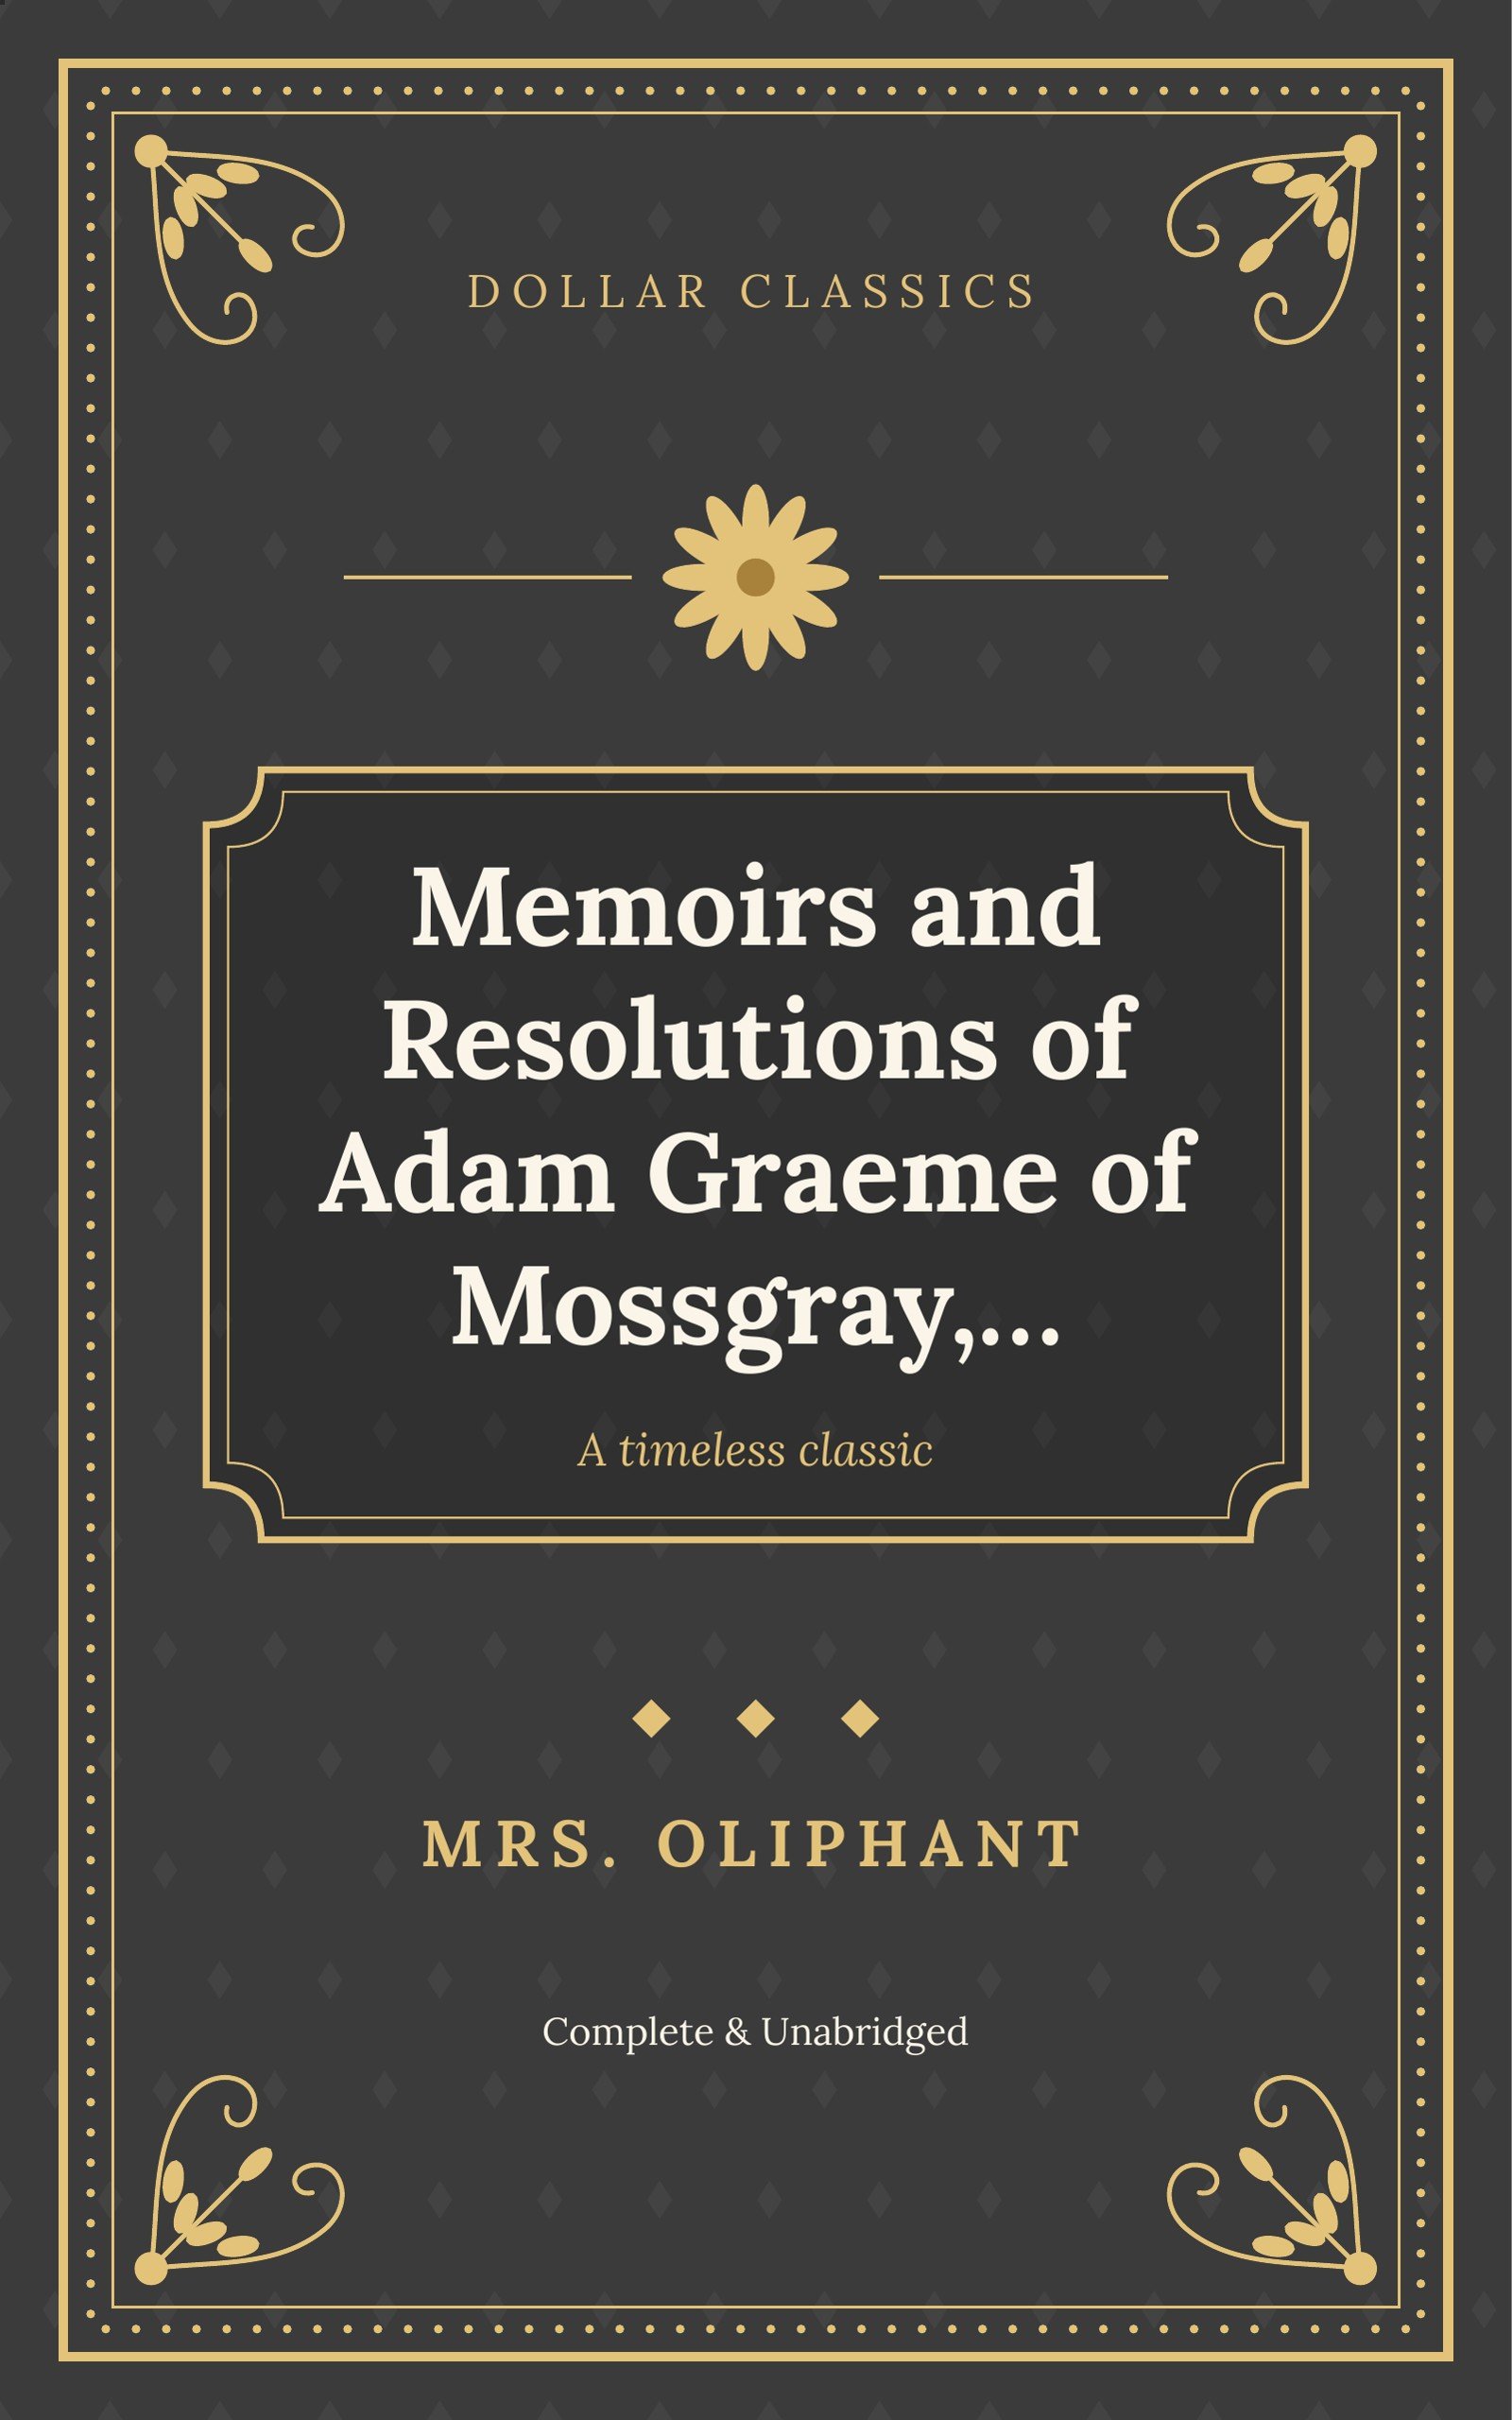 DOLLAR CLASSICS
Memoirs and
Resolutions of
Adam Graeme of
Mossgray,...
A timeless classic
MRS. OLIPHANT
Complete & Unabridged